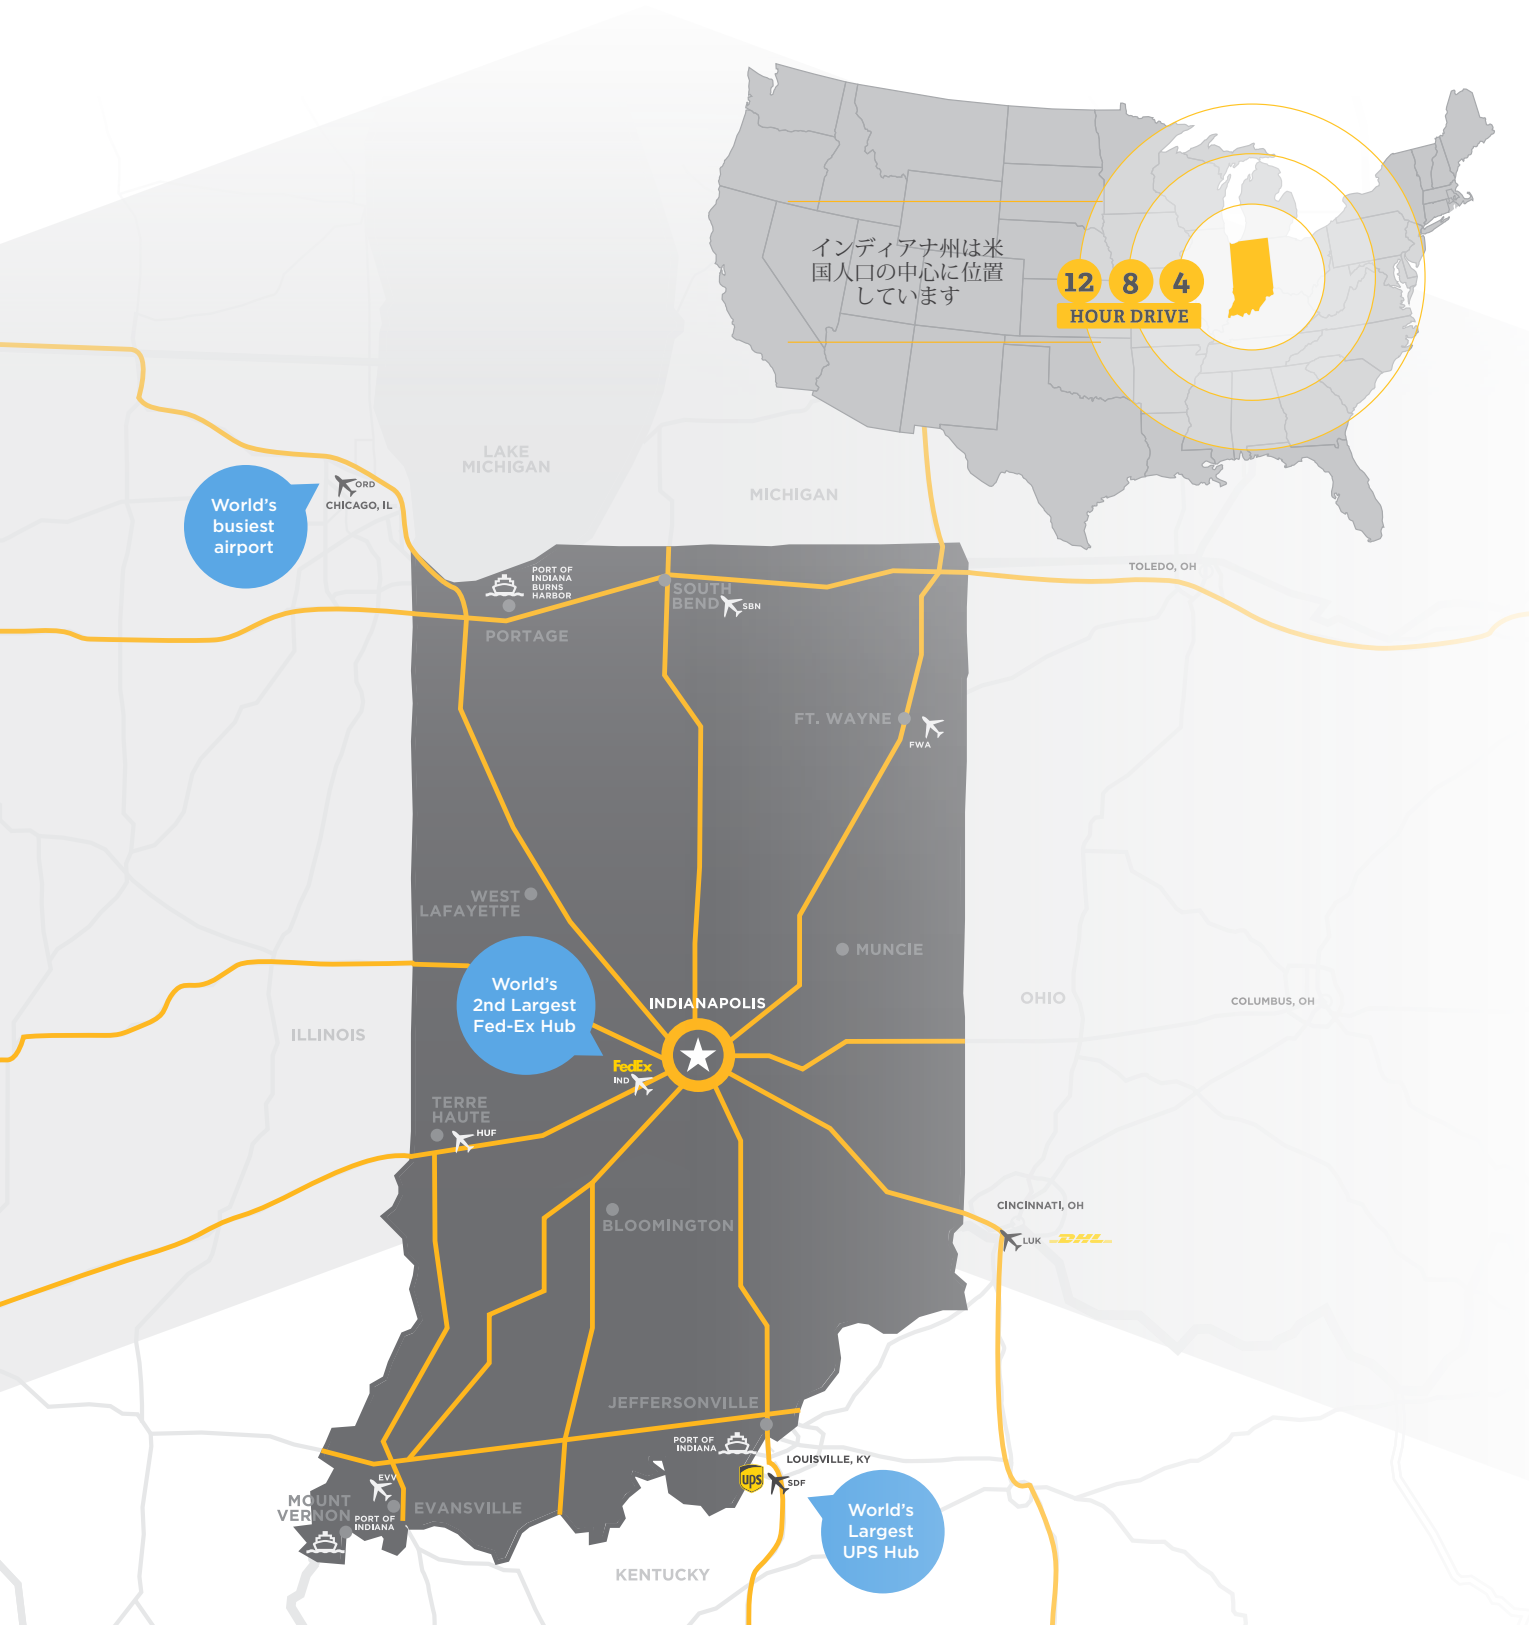 インディアナ州は米
国人口の中心に位置
しています
12 8 4
HOUR DRIVE
LAKE
MICHIGAN
MICHIGAN
World's
busiest
airport
ORD
CHICAGO, IL
PORT OF
INDIANA
BURNS
HARBOR
PORTAGE
SOUTH
BEND
SBN
TOLEDO, OH
FT. WAYNE
FWA
WEST
LAFAYETTE
MUNCIE
World's
2nd Largest
Fed-Ex Hub
INDIANAPOLIS
FedEx
IND
ILLINOIS
OHIO
COLUMBUS, OH
TERRE
HAUTE
HUF
BLOOMINGTON
CINCINNATI, OH
LUK
DHL
JEFFERSONVILLE
PORT OF
INDIANA
LOUISVILLE, KY
ups
SDF
EVV
MOUNT
VERNON
PORT OF
INDIANA
EVANSVILLE
World's
Largest
UPS Hub
KENTUCKY